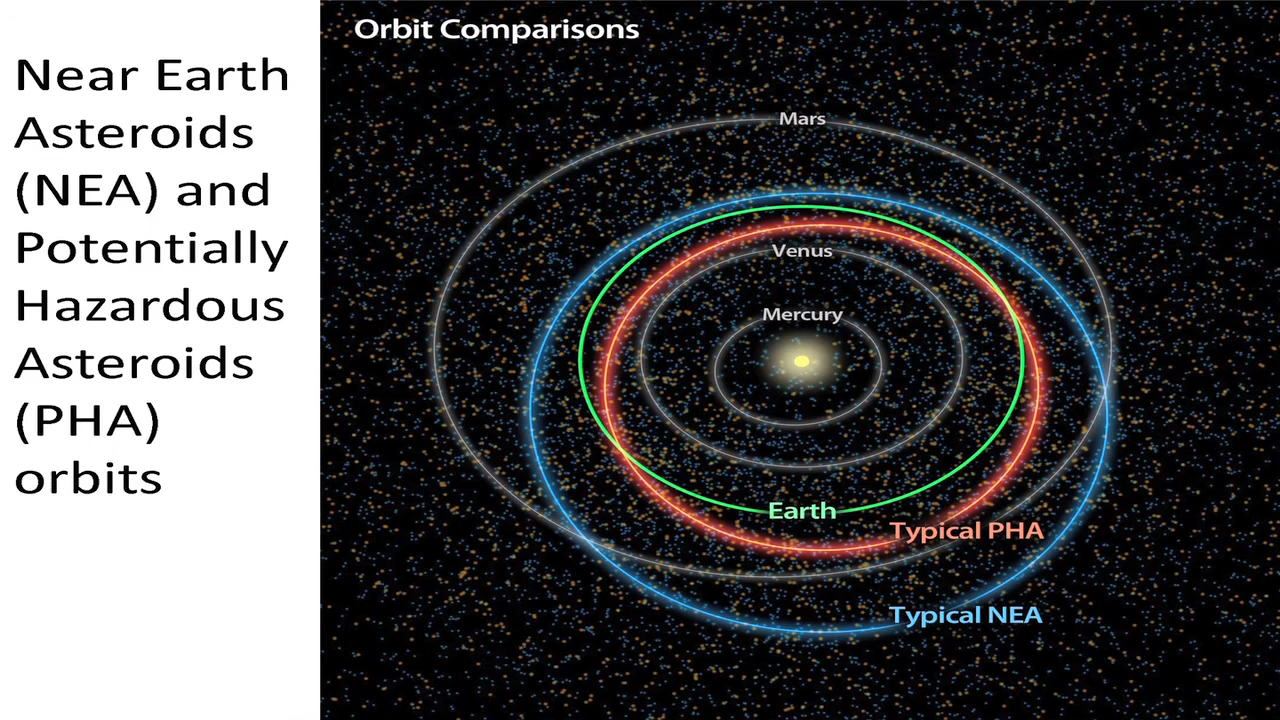 Near Earth
Asteroids
(NEA) and
Potentially
Hazardous
Asteroids
(PHA)
orbits
Orbit Comparisons
Mars
Venus
Mercury
Earth
Typical PHA
Typical NEA